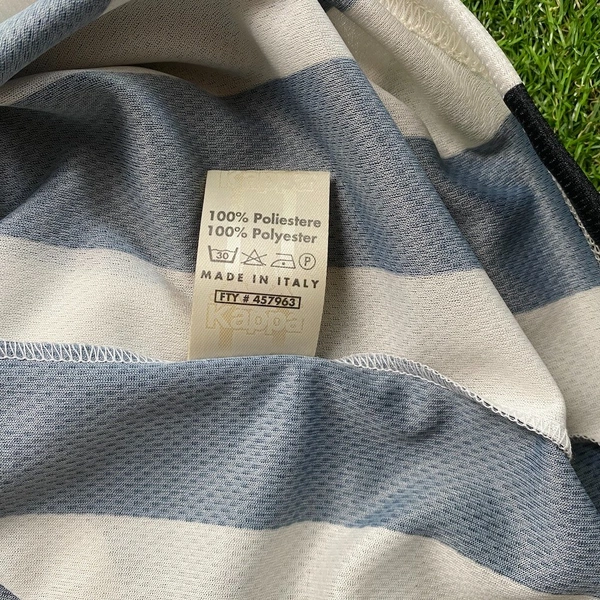 100% Poliestere
100% Polyester
30 P
MADE IN ITALY
FTY # 457963
Kappa